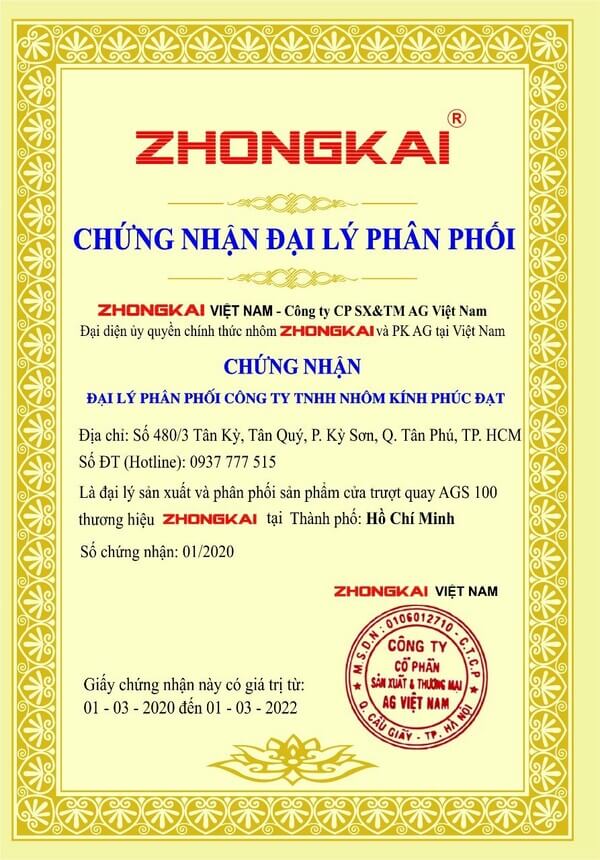 ZHONGKAI®
CHỨNG NHẬN ĐẠI LÝ PHÂN PHỐI
ZHONGKAI VIỆT NAM - Công ty CP SX&TM AG Việt Nam
Đại diện ủy quyền chính thức nhôm ZHONGKAI và PK AG tại Việt Nam
CHỨNG NHẬN
ĐẠI LÝ PHÂN PHỐI CÔNG TY TNHH NHÔM KÍNH PHÚC ĐẠT
Địa chỉ: Số 480/3 Tân Kỳ, Tân Quý, P. Kỳ Sơn, Q. Tân Phú, TP. HCM
Số ĐT (Hotline): 0937 777 515
Là đại lý sản xuất và phân phối sản phẩm cửa trượt quay AGS 100
thương hiệu ZHONGKAI tại Thành phố: Hồ Chí Minh
Số chứng nhận: 01/2020
ZHONGKAI VIỆT NAM
M.S.D.N: 0106012710 - C.T.C.P
CÔNG TY
CỔ PHẦN
SẢN XUẤT & THƯƠNG MẠI
AG VIỆT NAM
Q. CẦU GIẤY - TP. HÀ NỘI
Giấy chứng nhận này có giá trị từ:
01 - 03 - 2020 đến 01 - 03 - 2022